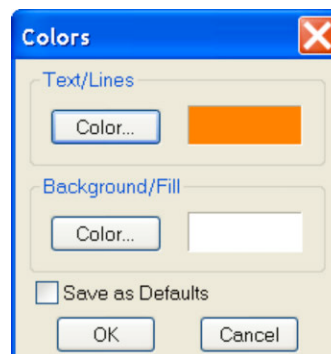 Colors
Text/Lines
Color...
Background/Fill
Color...
Save as Defaults
OK Cancel